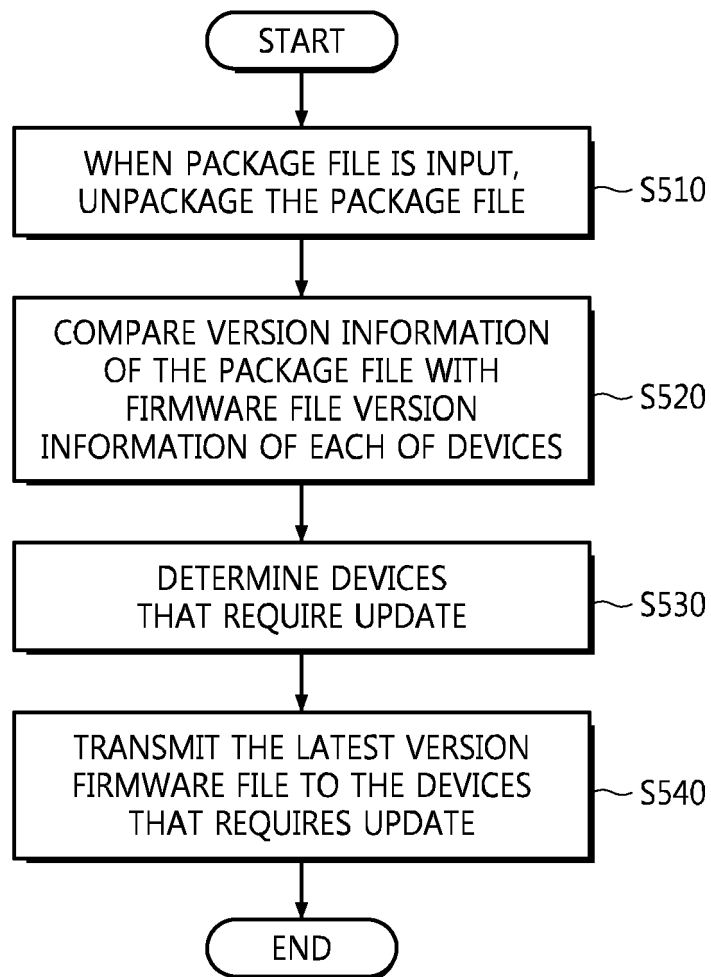 START
WHEN PACKAGE FILE IS INPUT,
UNPACKAGE THE PACKAGE FILE
S510
COMPARE VERSION INFORMATION
OF THE PACKAGE FILE WITH
FIRMWARE FILE VERSION
INFORMATION OF EACH OF DEVICES
S520
DETERMINE DEVICES
THAT REQUIRE UPDATE
S530
TRANSMIT THE LATEST VERSION
FIRMWARE FILE TO THE DEVICES
THAT REQUIRES UPDATE
S540
END